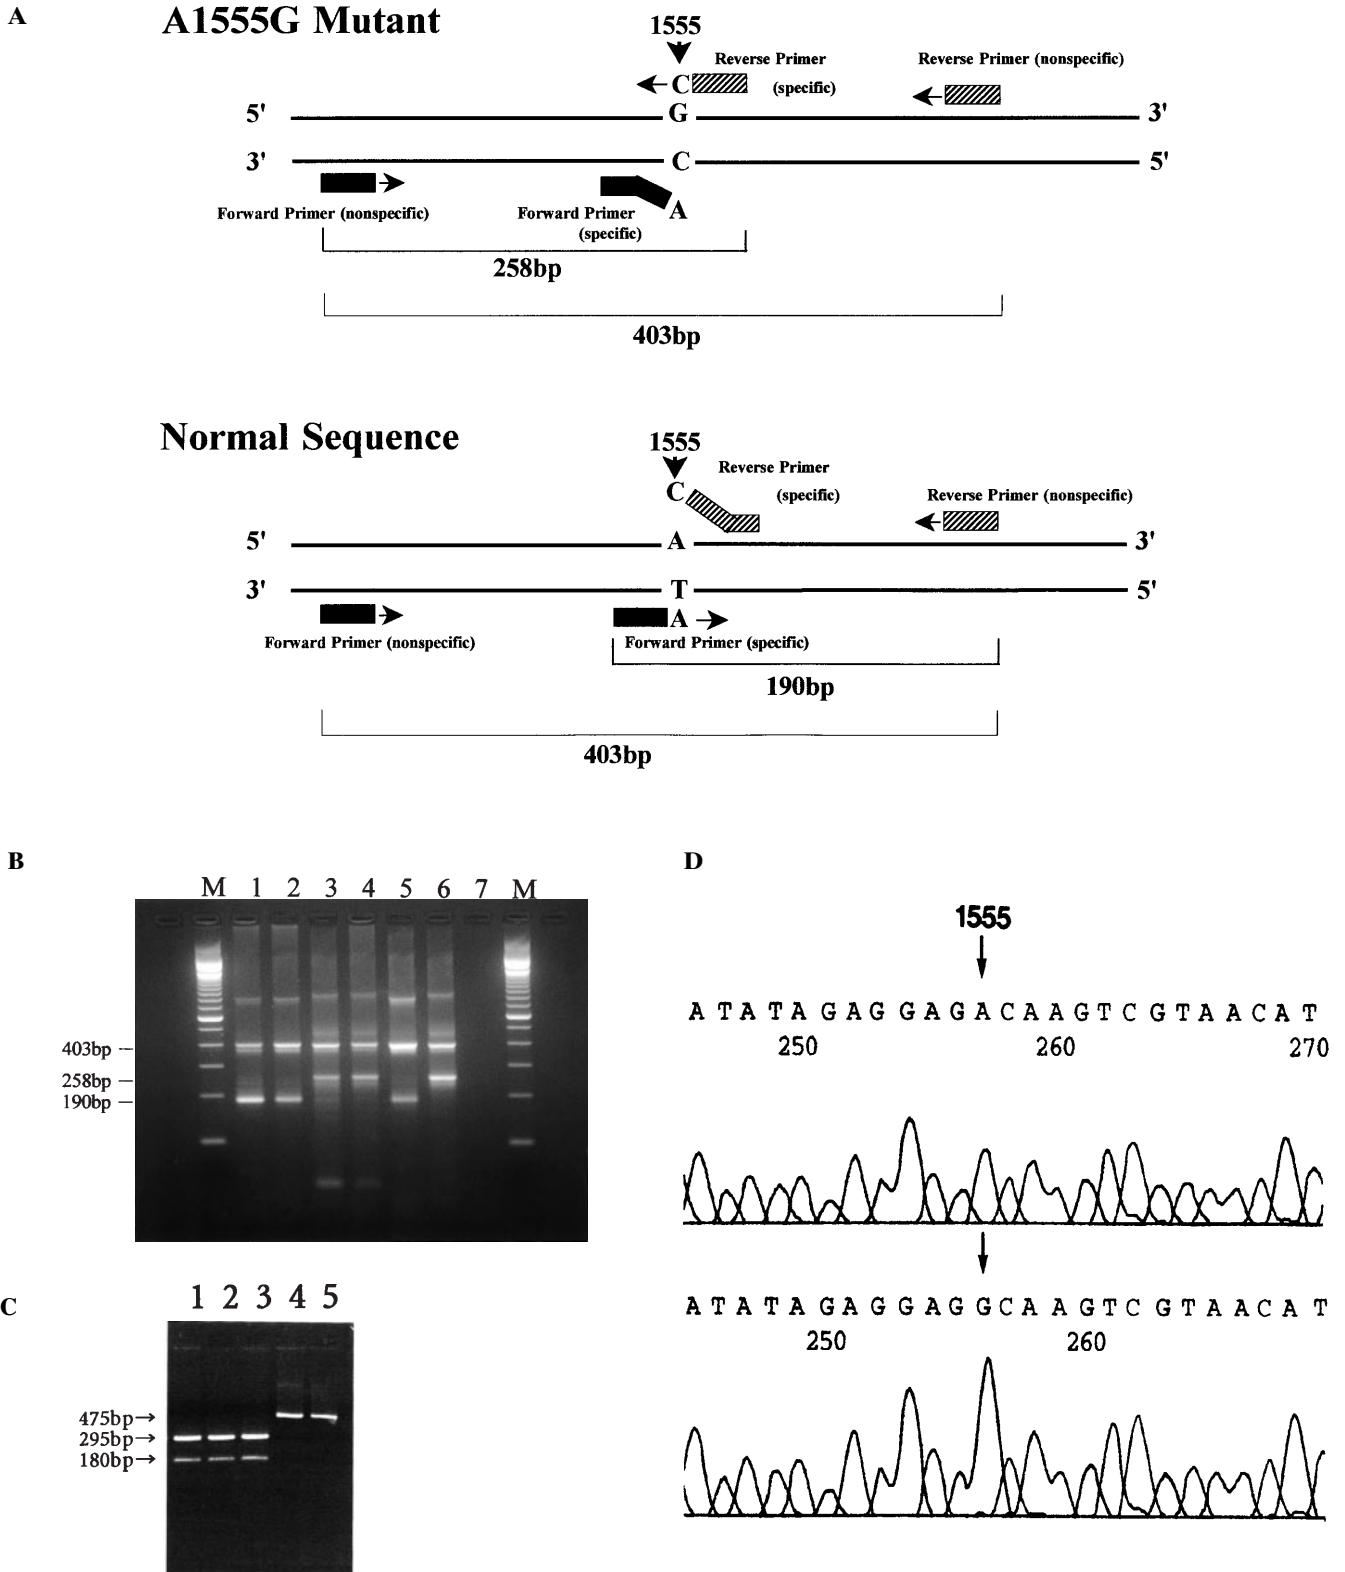 A
A1555G Mutant
1555
Reverse Primer
(specific)
Reverse Primer (nonspecific)
C
5' G 3'
3' C 5'
A
Forward Primer (nonspecific)
Forward Primer
(specific)
258bp
403bp
Normal Sequence
1555
Reverse Primer
(specific)
Reverse Primer (nonspecific)
C
5' A 3'
3' T 5'
A
Forward Primer (nonspecific)
Forward Primer (specific)
190bp
403bp
B
M 1 2 3 4 5 6 7 M
403bp
258bp
190bp
C
1 2 3 4 5
475bp
295bp
180bp
D
1555
A T A T A G A G G A G A C A A G T C G T A A C A T
250 260 270
A T A T A G A G G A G G C A A G T C G T A A C A T
250 260